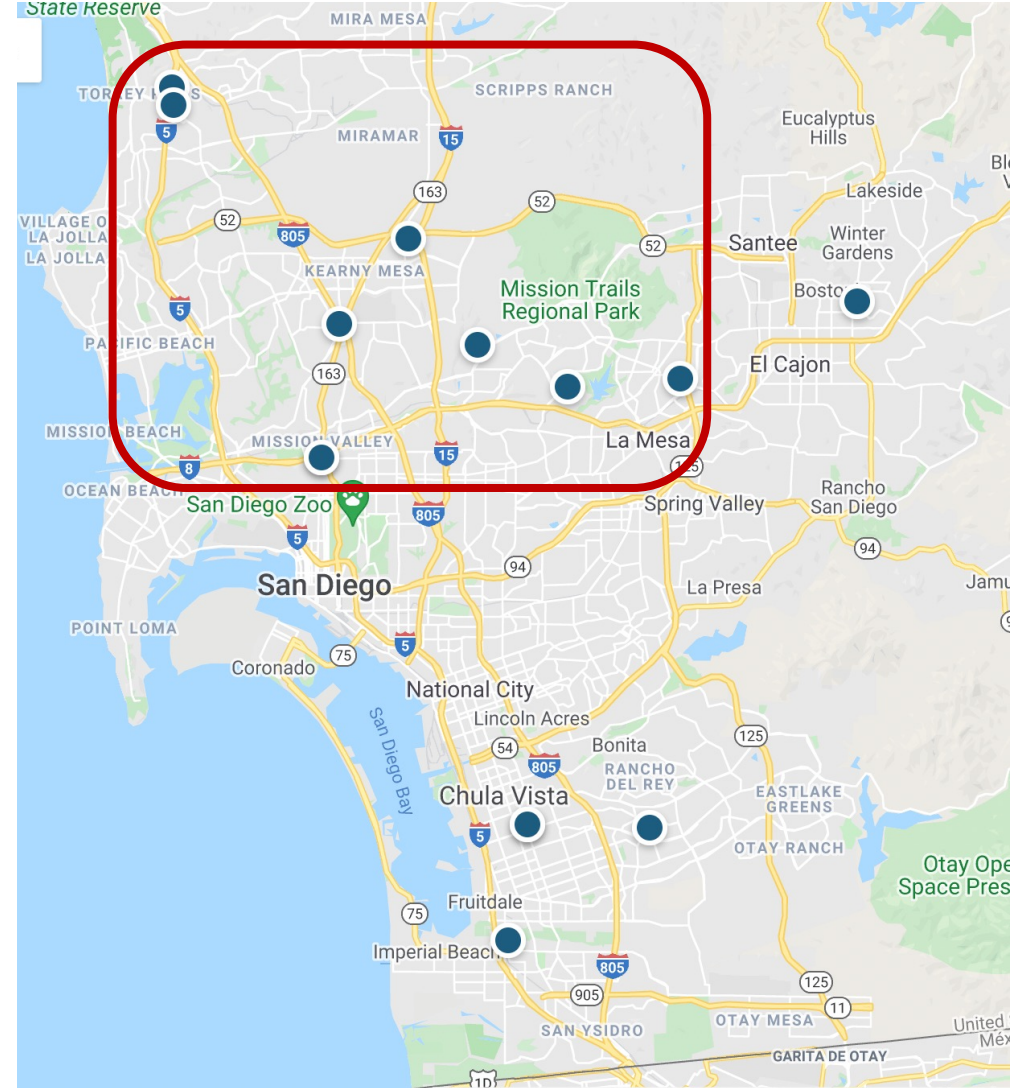 State Reserve
MIRA MESA
SCRIPPS RANCH
5
MIRAMAR
15
Eucalyptus
Hills
163
Lakeside
52
52
VILLAGE O
LA JOLLA
LA JOLLA
805
52
Santee
Winter
Gardens
KEARNY MESA
Mission Trails
Regional Park
5
PACIFIC BEACH
163
El Cajon
MISSION BEACH
MISSION VALLEY
La Mesa
15
8
125
OCEAN BEACH
San Diego Zoo
805
Spring Valley
Rancho
San Diego
5
94
94
San Diego
La Presa
POINT LOMA
5
75
Coronado
National City
San Diego Bay
Lincoln Acres
54
Bonita
125
805
RANCHO
DEL REY
Chula Vista
EASTLAKE
GREENS
5
OTAY RANCH
Otay Ope
Space Pres
Fruitdale
75
Imperial Beach
805
905
125
11
SAN YSIDRO
OTAY MESA
United
Méx
GARITA DE OTAY
1D